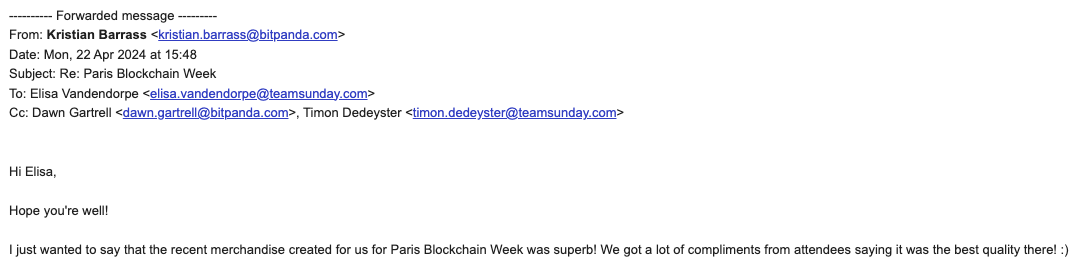 ---------- Forwarded message ---------
From: Kristian Barrass <kristian.barrass@bitpanda.com>
Date: Mon, 22 Apr 2024 at 15:48
Subject: Re: Paris Blockchain Week
To: Elisa Vandendorpe <elisa.vandendorpe@teamsunday.com>
Cc: Dawn Gartrell <dawn.gartrell@bitpanda.com>, Timon Dedeyster <timon.dedeyster@teamsunday.com>
Hi Elisa,
Hope you're well!
I just wanted to say that the recent merchandise created for us for Paris Blockchain Week was superb! We got a lot of compliments from attendees saying it was the best quality there! :)